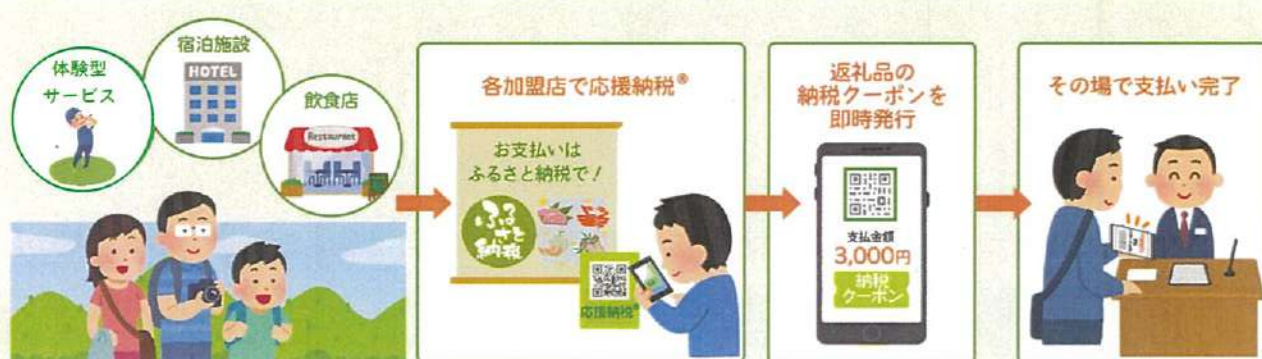 体験型
サービス
宿泊施設
HOTEL
飲食店
Restaurant
各加盟店で応援納税®
お支払いは
ふるさと納税で!
ふる
さと
納税
応援納税®
返礼品の
納税クーポンを
即時発行
支払金額
3,000円
納税
クーポン
その場で支払い完了